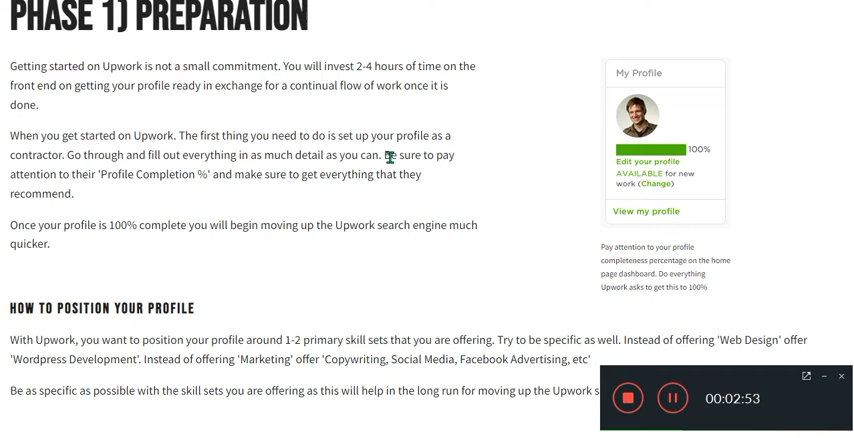 PHASE 1) PREPARATION
Getting started on Upwork is not a small commitment. You will invest 2-4 hours of time on the
front end on getting your profile ready in exchange for a continual flow of work once it is
done.
When you get started on Upwork. The first thing you need to do is set up your profile as a
contractor. Go through and fill out everything in as much detail as you can. Be sure to pay
attention to their 'Profile Completion %' and make sure to get everything that they
recommend.
Once your profile is 100% complete you will begin moving up the Upwork search engine much
quicker.
My Profile
100%
Edit your profile
AVAILABLE for new
work (Change)
View my profile
Pay attention to your profile
completeness percentage on the home
page dashboard. Do everything
Upwork asks to get this to 100%
HOW TO POSITION YOUR PROFILE
With Upwork, you want to position your profile around 1-2 primary skill sets that you are offering. Try to be specific as well. Instead of offering 'Web Design' offer
'Wordpress Development'. Instead of offering 'Marketing' offer 'Copywriting, Social Media, Facebook Advertising, etc'
Be as specific as possible with the skill sets you are offering as this will help in the long run for moving up the Upwork s
00:02:53